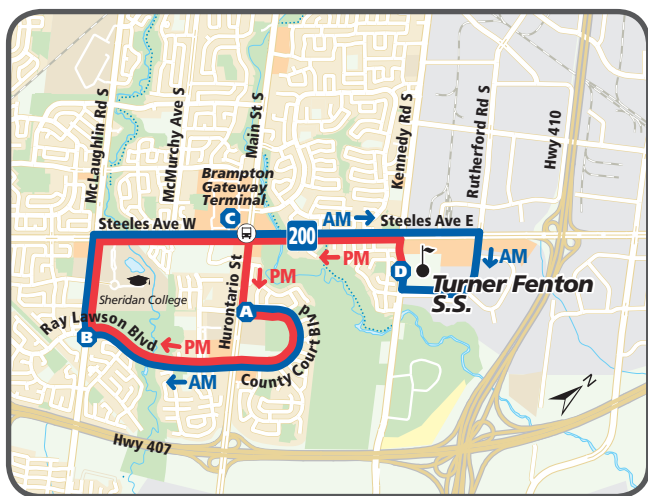 McLaughlin Rd S
McMurchy Ave S
Main St S
Kennedy Rd S
Rutherford Rd S
Hwy 410
Brampton
Gateway
Terminal
C
Steeles Ave W
200
AM
Steeles Ave E
PM
AM
D
Turner Fenton
S.S.
Sheridan College
Hurontario St
PM
A
Ray Lawson Blvd
B
PM
AM
County Court Blvd
N
Hwy 407